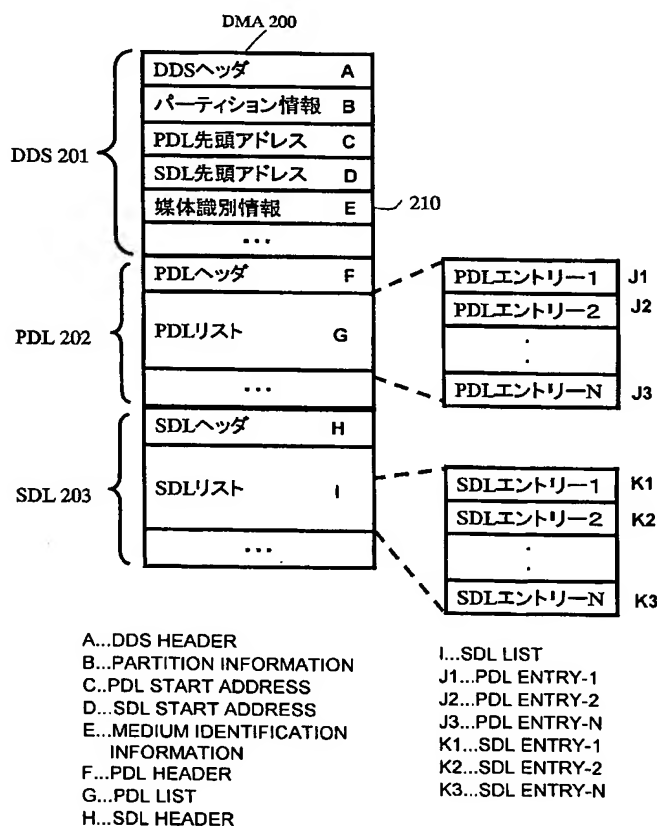 DMA 200
DDS 201
DDSヘッダ A
パーティション情報 B
PDL先頭アドレス C
SDL先頭アドレス D
媒体識別情報 E
210
...
PDL 202
PDLヘッダ F
PDLリスト G
...
PDLエントリー1 J1
PDLエントリー2 J2
PDLエントリーN J3
SDL 203
SDLヘッダ H
SDLリスト I
...
SDLエントリー1 K1
SDLエントリー2 K2
SDLエントリーN K3
A...DDS HEADER
B...PARTITION INFORMATION
C..PDL START ADDRESS
D...SDL START ADDRESS
E...MEDIUM IDENTIFICATION
INFORMATION
F...PDL HEADER
G...PDL LIST
H...SDL HEADER
I...SDL LIST
J1...PDL ENTRY-1
J2...PDL ENTRY-2
J3...PDL ENTRY-N
K1...SDL ENTRY-1
K2...SDL ENTRY-2
K3...SDL ENTRY-N